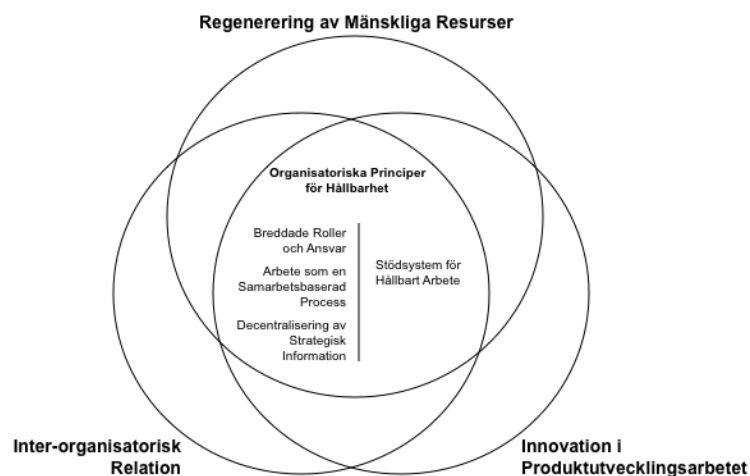 Regenerering av Mänskliga Resurser
Organisatoriska Principer
för Hållbarhet
Breddade Roller
och Ansvar
Arbete som en
Samarbetsbaserad
Process
Decentralisering av
Strategisk
Information
Stödsystem för
Hållbart Arbete
Inter-organisatorisk
Relation
Innovation i
Produktutvecklingsarbetet